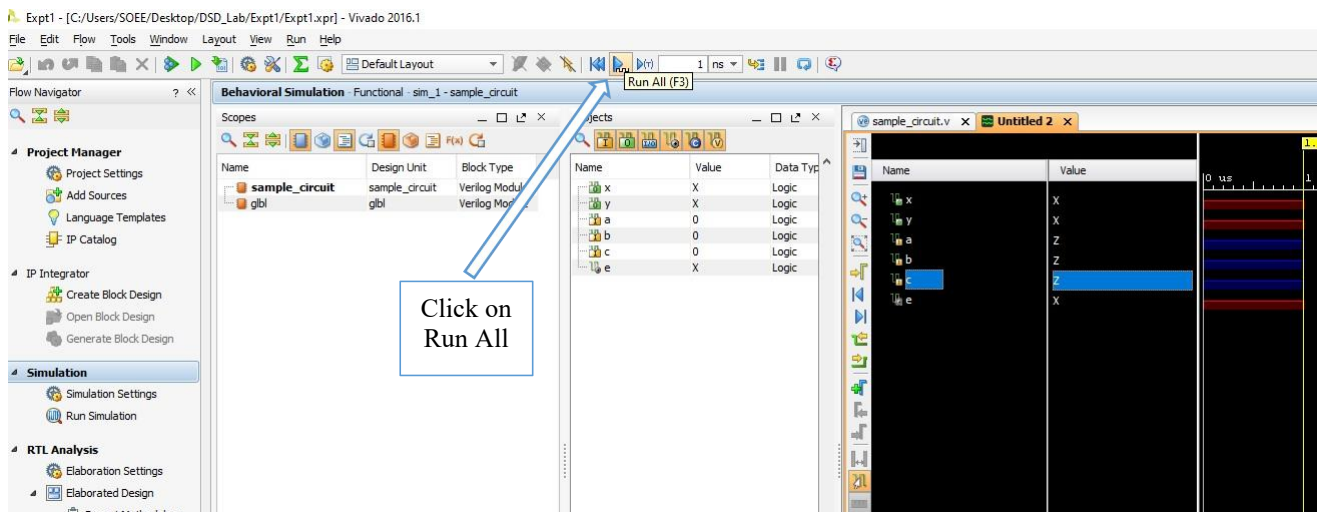 Expt1 - [C:/Users/SOEE/Desktop/DSD_Lab/Expt1/Expt1.xpr] - Vivado 2016.1
File Edit Flow Tools Window Layout View Run Help
Default Layout
1 ns
Run All (F3)
Flow Navigator
Project Manager
Project Settings
Add Sources
Language Templates
IP Catalog
IP Integrator
Create Block Design
Open Block Design
Generate Block Design
Simulation
Simulation Settings
Run Simulation
RTL Analysis
Elaboration Settings
Elaborated Design
Behavioral Simulation - Functional - sim_1 - sample_circuit
Scopes
Name Design Unit Block Type
sample_circuit sample_circuit Verilog Modul
glbl glbl Verilog
Click on
Run All
Name Value Data Typ
x X Logic
y X Logic
a 0 Logic
b 0 Logic
c 0 Logic
e X Logic
sample_circuit.v Untitled 2
Name Value
x X
y X
a Z
b Z
c Z
e X
0 us